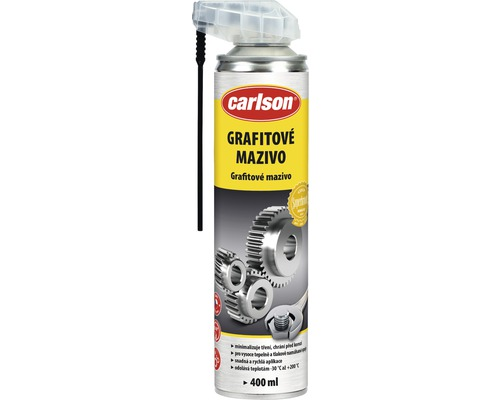 carlson®
GRAFITOVÉ
MAZIVO
Grafitové mazivo
▸ minimalizuje tření, chrání před korozí
▸ pro vysoce tepelně a tlakově namáhané
▸ snadná a rychlá aplikace
▸ odolává teplotám -30 °C až +200 °C
▸ 400 ml